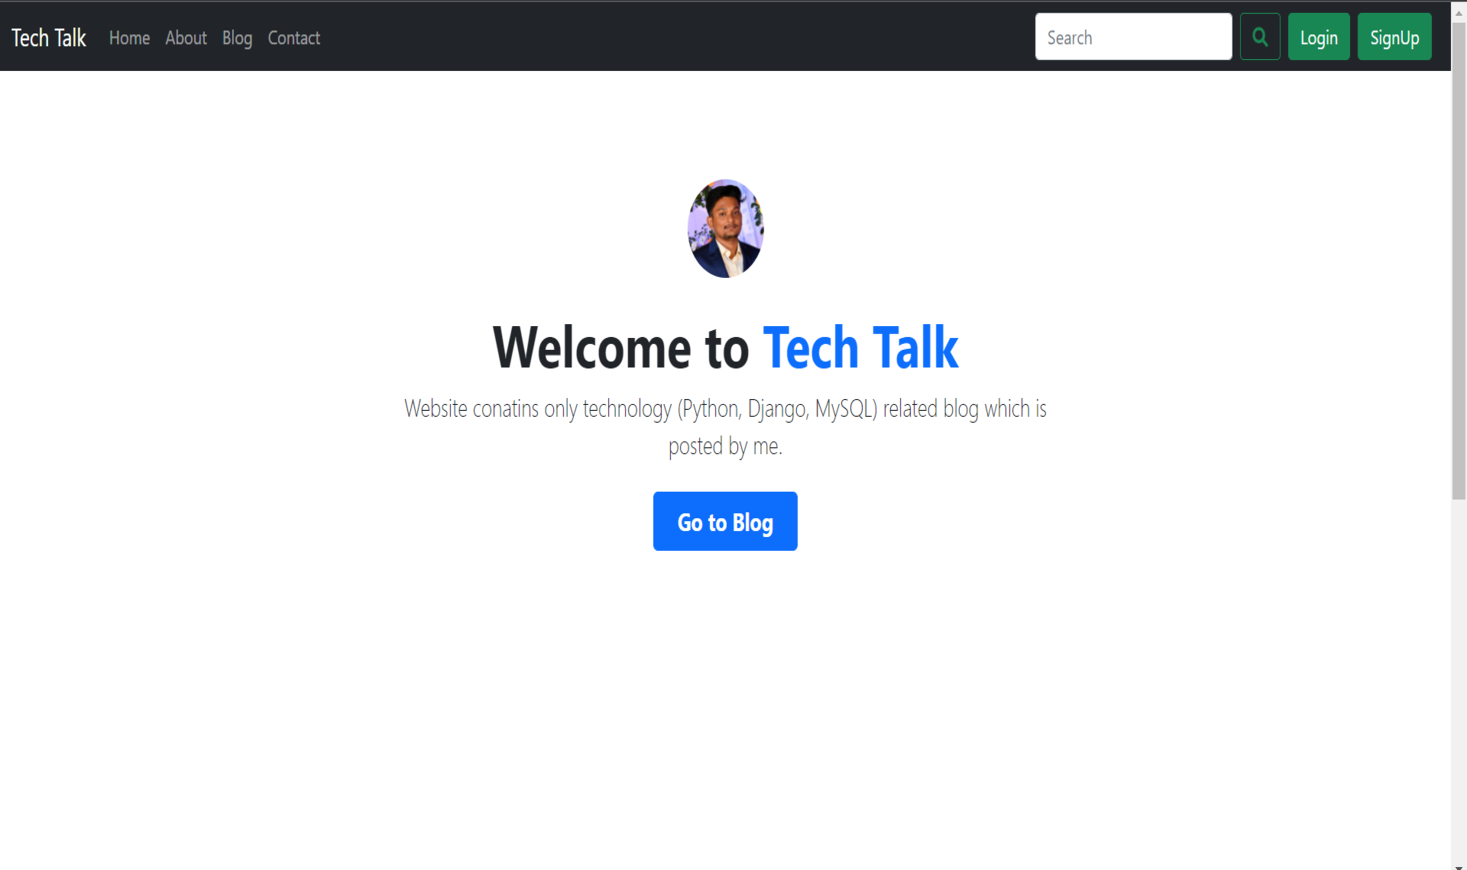 Tech Talk Home About Blog Contact Search Login SignUp
Welcome to Tech Talk
Website conatins only technology (Python, Django, MySQL) related blog which is
posted by me.
Go to Blog